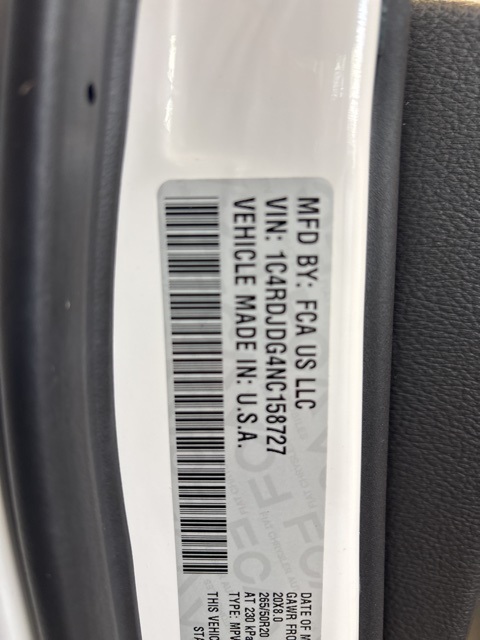 MFD BY: FCA US LLC
VIN: 1C4RDJDG4NC158727
VEHICLE MADE IN: U.S.A.
DATE OF M
GAWR FRO
20X8.0
265/50R20
AT 230 kPa
THIS VEHIC
TYPE: MPV